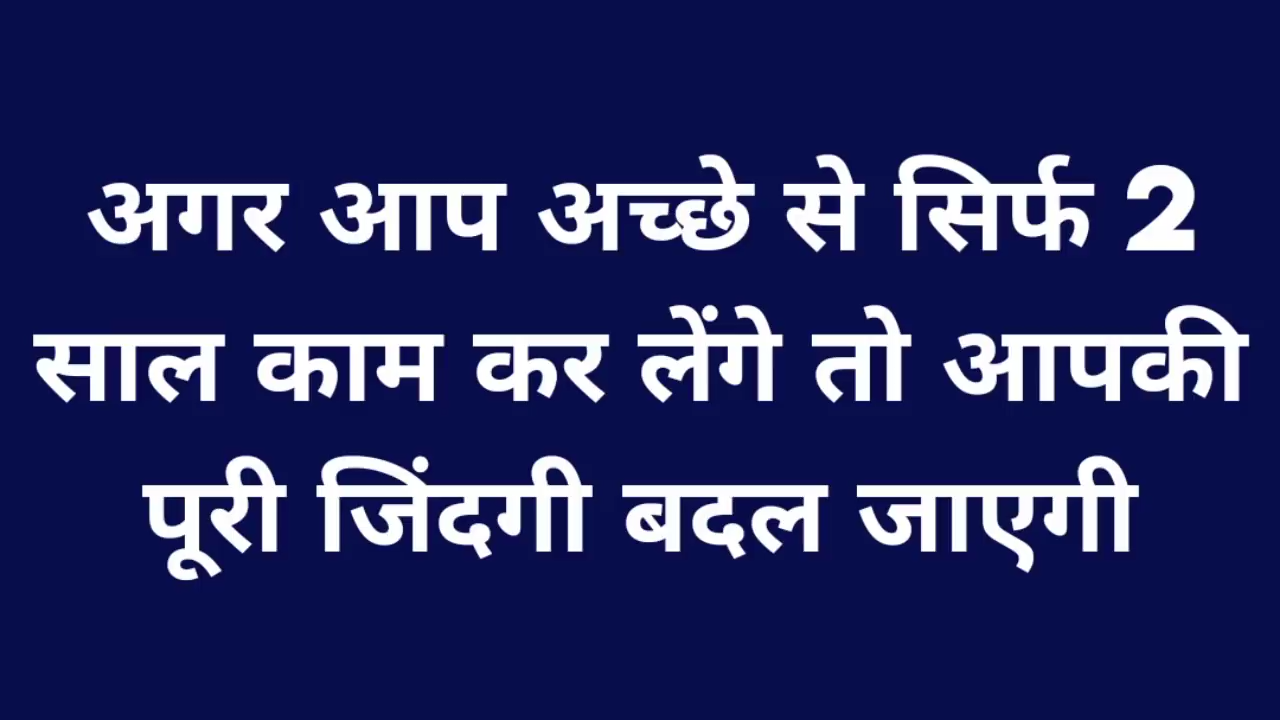 अगर आप अच्छे से सिर्फ 2
साल काम कर लेंगे तो आपकी
पूरी जिंदगी बदल जाएगी